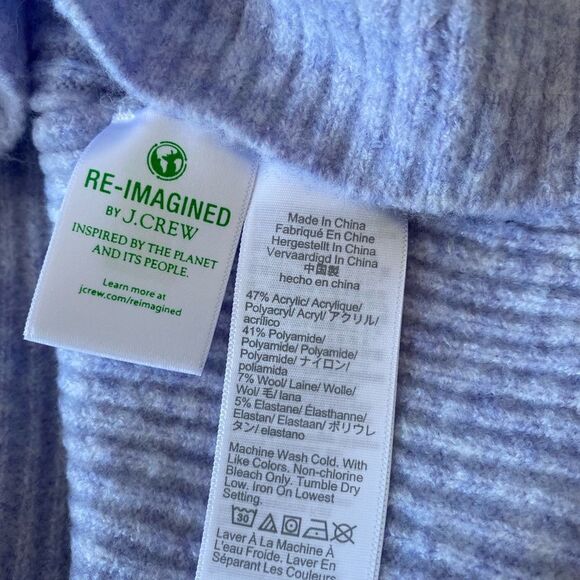 RE-IMAGINED
BY J.CREW
INSPIRED BY THE PLANET
AND ITS PEOPLE.
Learn more at
jcrew.com/reimagined
Made In China
Fabriqué En Chine
Hergestellt In China
Vervaardigd In China
中国製
hecho en china
47% Acrylic/ Acrylique/
Polyacryl/ Acryl/ アクリル/
acrílico
41% Polyamide/
Polyamide/ Polyamid/
Polyamide/ ナイロン/
poliamida
7% Wool/ Laine/ Wolle/
Wol/ 毛/ lana
5% Elastane/ Élasthanne/
Elastan/ Elastaan/ ポリウレ
タン/ elastano
Machine Wash Cold. With
Like Colors. Non-chlorine
Bleach Only. Tumble Dry
Low. Iron On Lowest
Setting.
30
Laver À La Machine À
L'eau Froide. Laver En
Séparant Les Couleurs